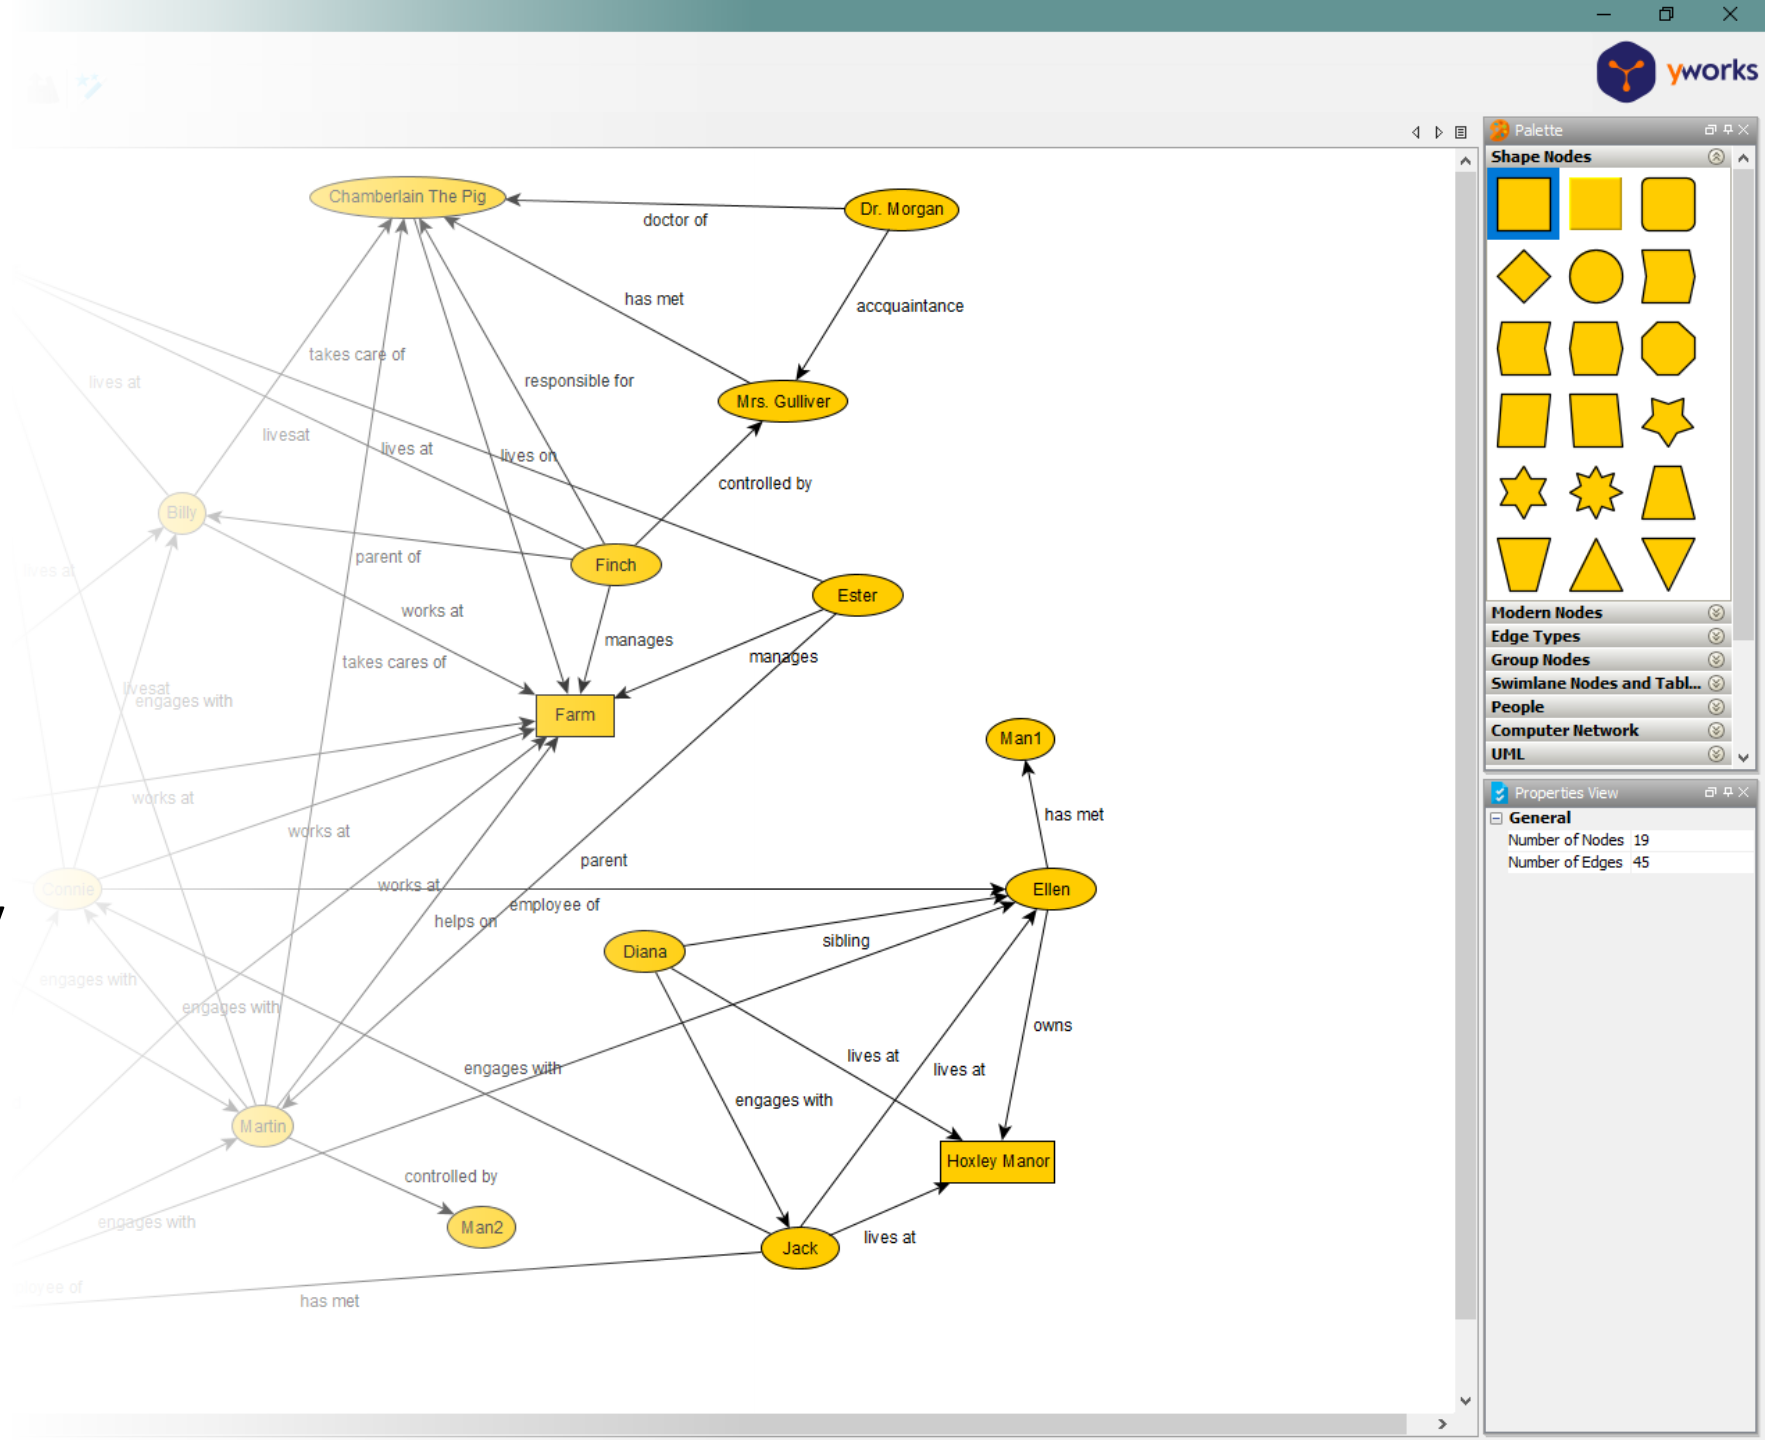 yworks
Palette
Shape Nodes
Chamberlain The Pig
Dr. Morgan
doctor of
has met
accquaintance
takes care of
lives at
responsible for
Mrs. Gulliver
livesat
lives at
lives on
controlled by
Billy
parent of
Finch
lives at
Ester
works at
manages
manages
takes cares of
livesat
engages with
Farm
Man1
works at
has met
works at
parent
Connie
works at
Ellen
employee of
helps on
sibling
Diana
engages with
engages with
owns
engages with
lives at
lives at
engages with
Martin
Hoxley Manor
controlled by
engages with
Man2
lives at
Jack
has met
Modern Nodes
Edge Types
Group Nodes
Swimlane Nodes and Tabl...
People
Computer Network
UML
Properties View
General
Number of Nodes 19
Number of Edges 45